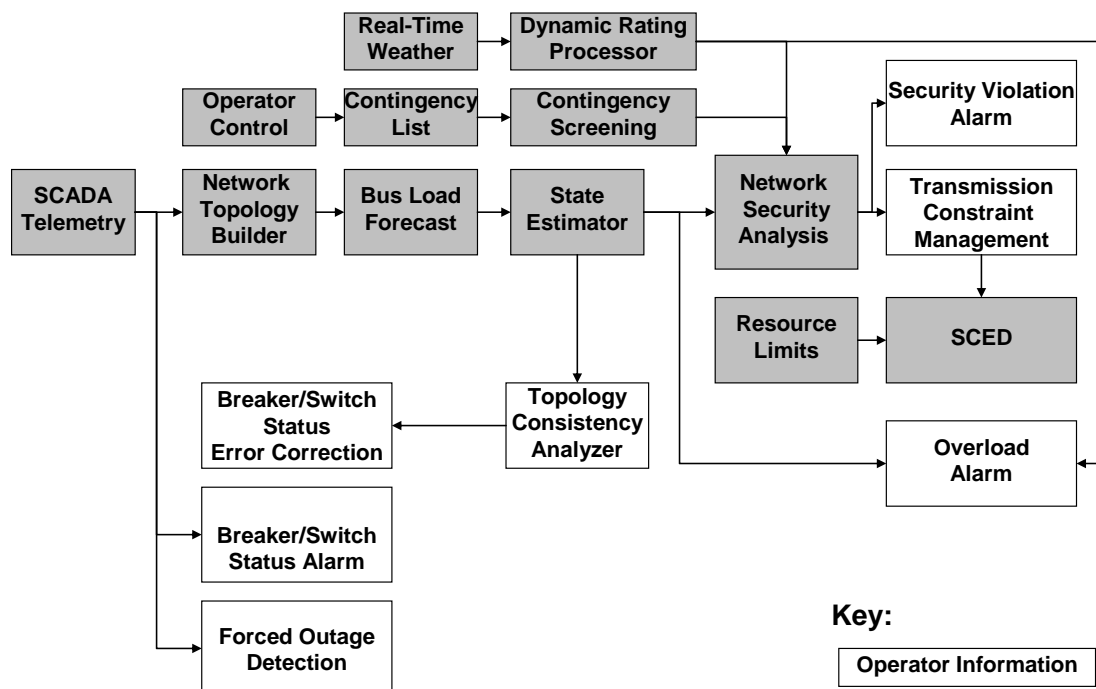 Real-Time
Weather
Dynamic Rating
Processor
Operator
Control
Contingency
List
Contingency
Screening
Security Violation
Alarm
SCADA
Telemetry
Network
Topology
Builder
Bus Load
Forecast
State
Estimator
Network
Security
Analysis
Transmission
Constraint
Management
Resource
Limits
SCED
Breaker/Switch
Status
Error Correction
Topology
Consistency
Analyzer
Overload
Alarm
Breaker/Switch
Status Alarm
Forced Outage
Detection
Key:
Operator Information